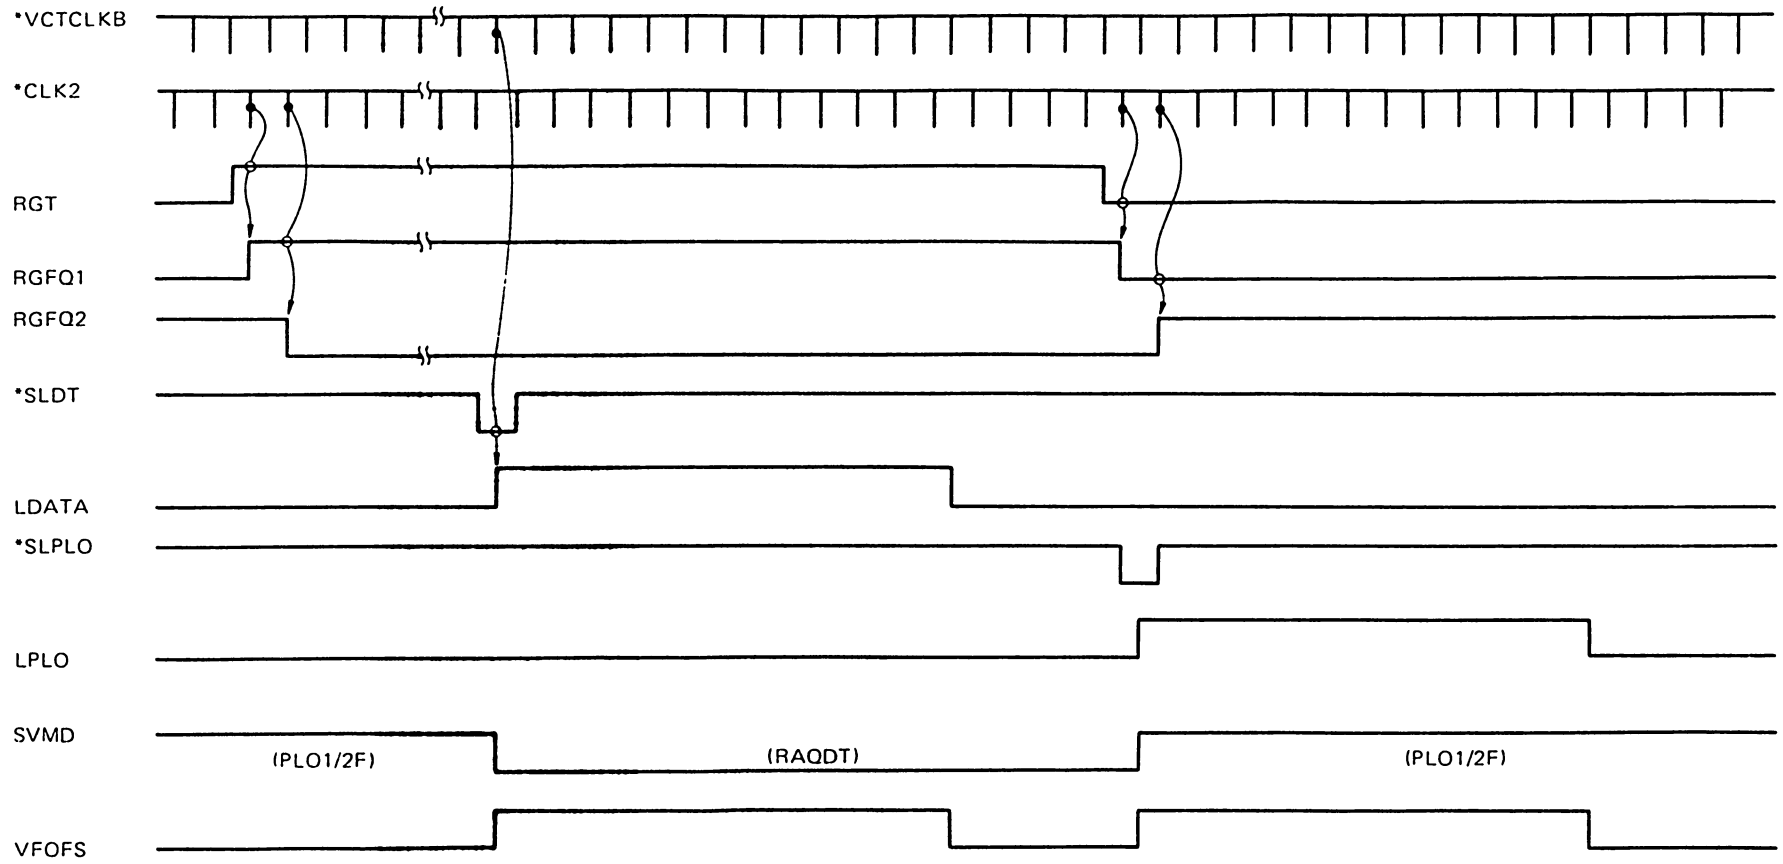 *VCTCLKB
*CLK2
RGT
RGFQ1
RGFQ2
*SLDT
LDATA
*SLPLO
LPLO
SVMD
(PLO1/2F)
(RAQDT)
(PLO1/2F)
VFOFS